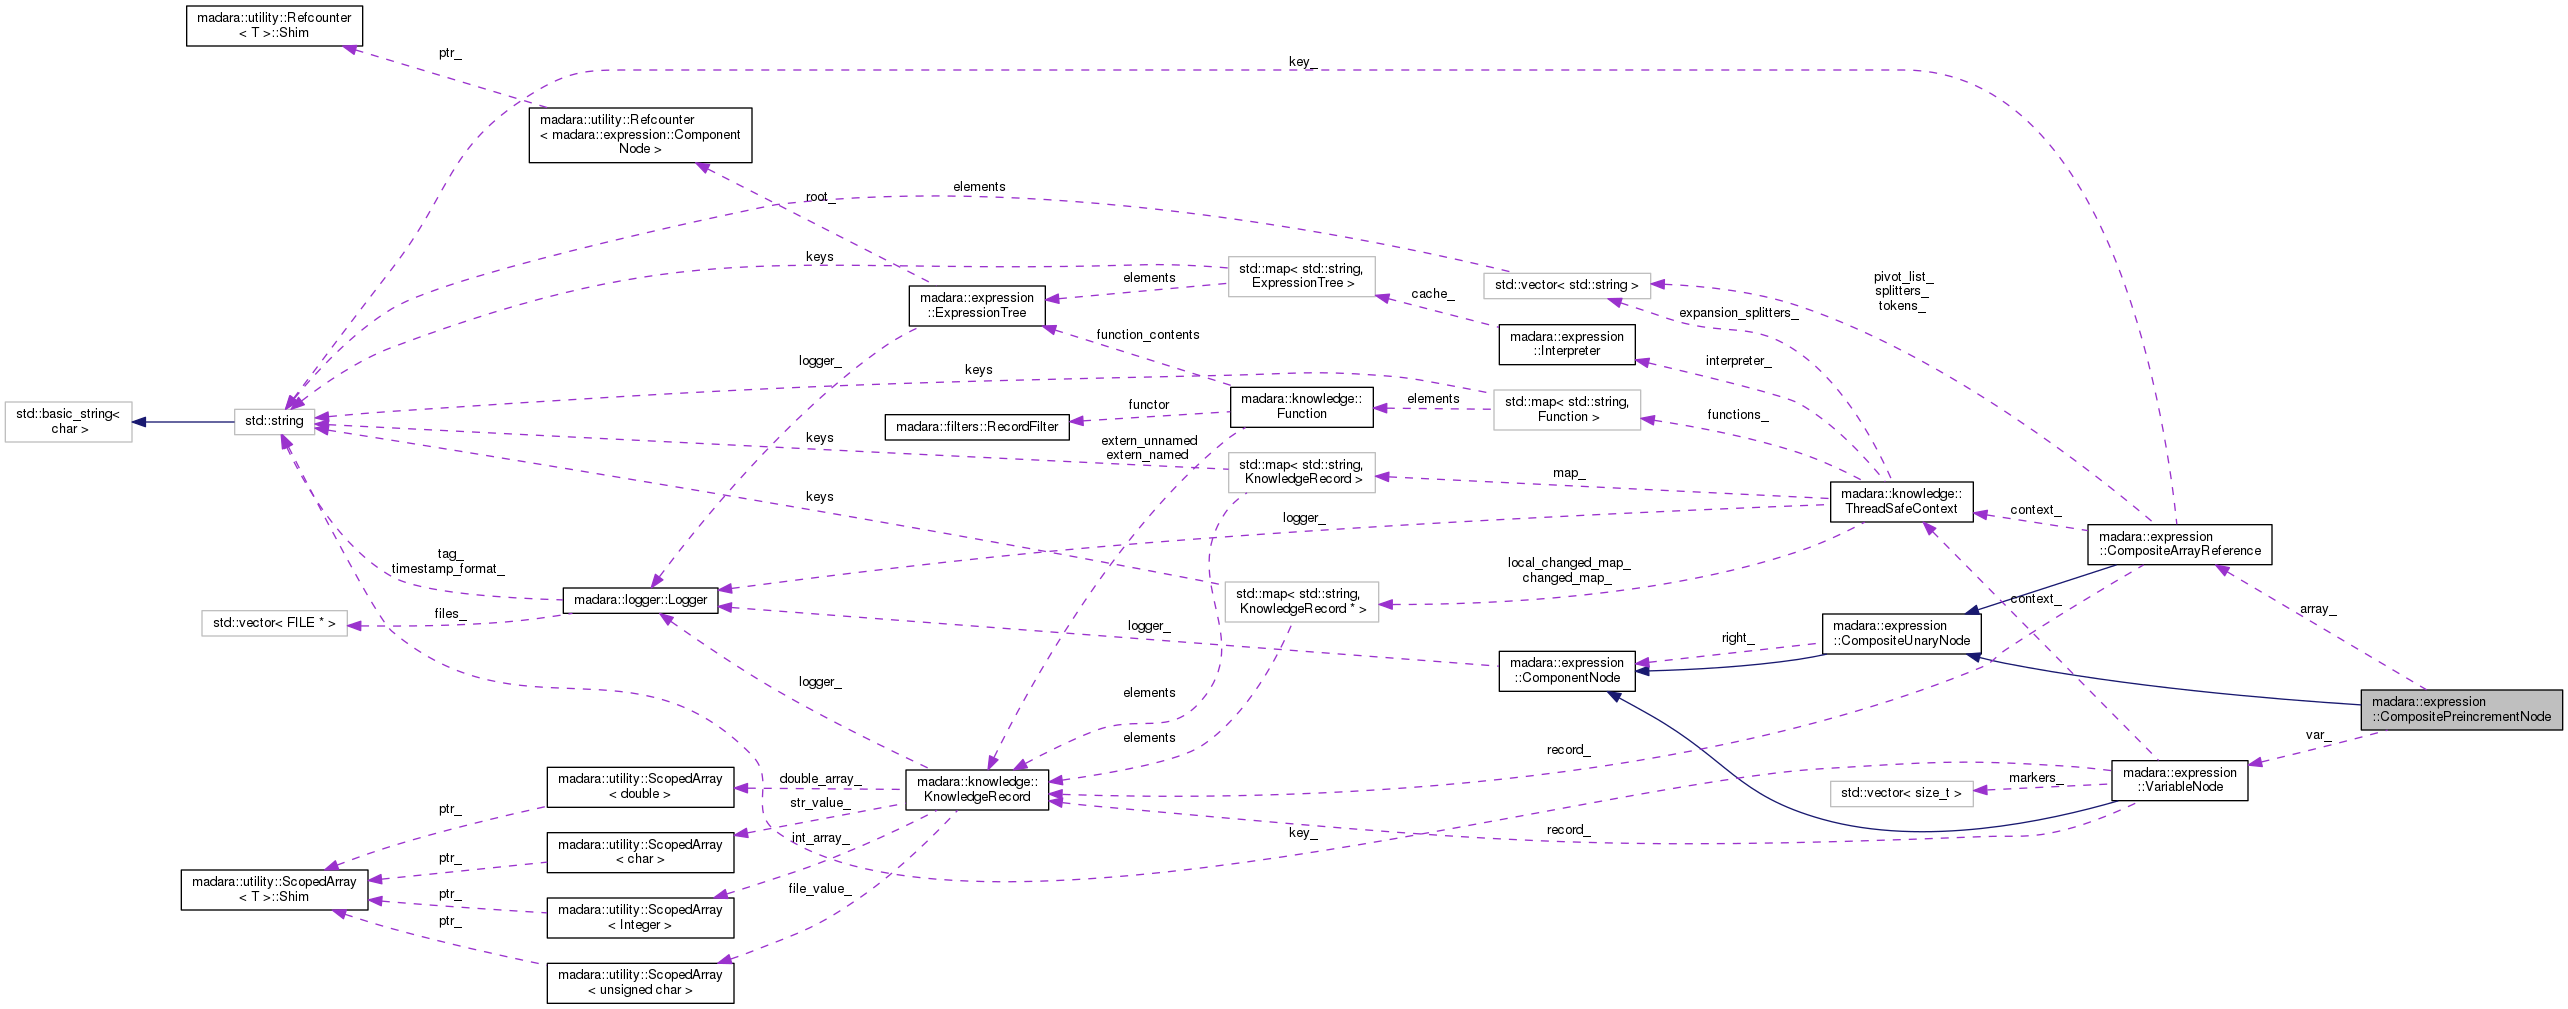 madara::utility::Refcounter
< T >::Shim
ptr_
key_
madara::utility::Refcounter
< madara::expression::Component
Node >
elements
root_
keys
std::map< std::string,
ExpressionTree >
elements
cache_
std::vector< std::string >
pivot_list_
splitters_
tokens_
madara::expression
::ExpressionTree
expansion_splitters_
function_contents
madara::expression
::Interpreter
interpreter_
logger_
keys
madara::knowledge::
Function
elements
std::map< std::string,
Function >
functions_
functor
madara::filters::RecordFilter
std::basic_string<
char >
std::string
keys
extern_unnamed
extern_named
std::map< std::string,
KnowledgeRecord >
map_
madara::knowledge::
ThreadSafeContext
keys
logger_
context_
madara::expression
::CompositeArrayReference
tag_
timestamp_format_
local_changed_map_
changed_map_
madara::logger::Logger
std::map< std::string,
KnowledgeRecord * >
context_
array_
std::vector< FILE * >
files_
logger_
madara::expression
::CompositeUnaryNode
right_
madara::expression
::ComponentNode
logger_
elements
madara::expression
::CompositePreincrementNode
elements
record_
var_
madara::utility::ScopedArray
< double >
double_array_
madara::knowledge::
KnowledgeRecord
markers_
madara::expression
::VariableNode
std::vector< size_t >
ptr_
str_value_
madara::utility::ScopedArray
< char >
int_array_
key_
record_
ptr_
madara::utility::ScopedArray
< T >::Shim
ptr_
file_value_
madara::utility::ScopedArray
< Integer >
ptr_
madara::utility::ScopedArray
< unsigned char >